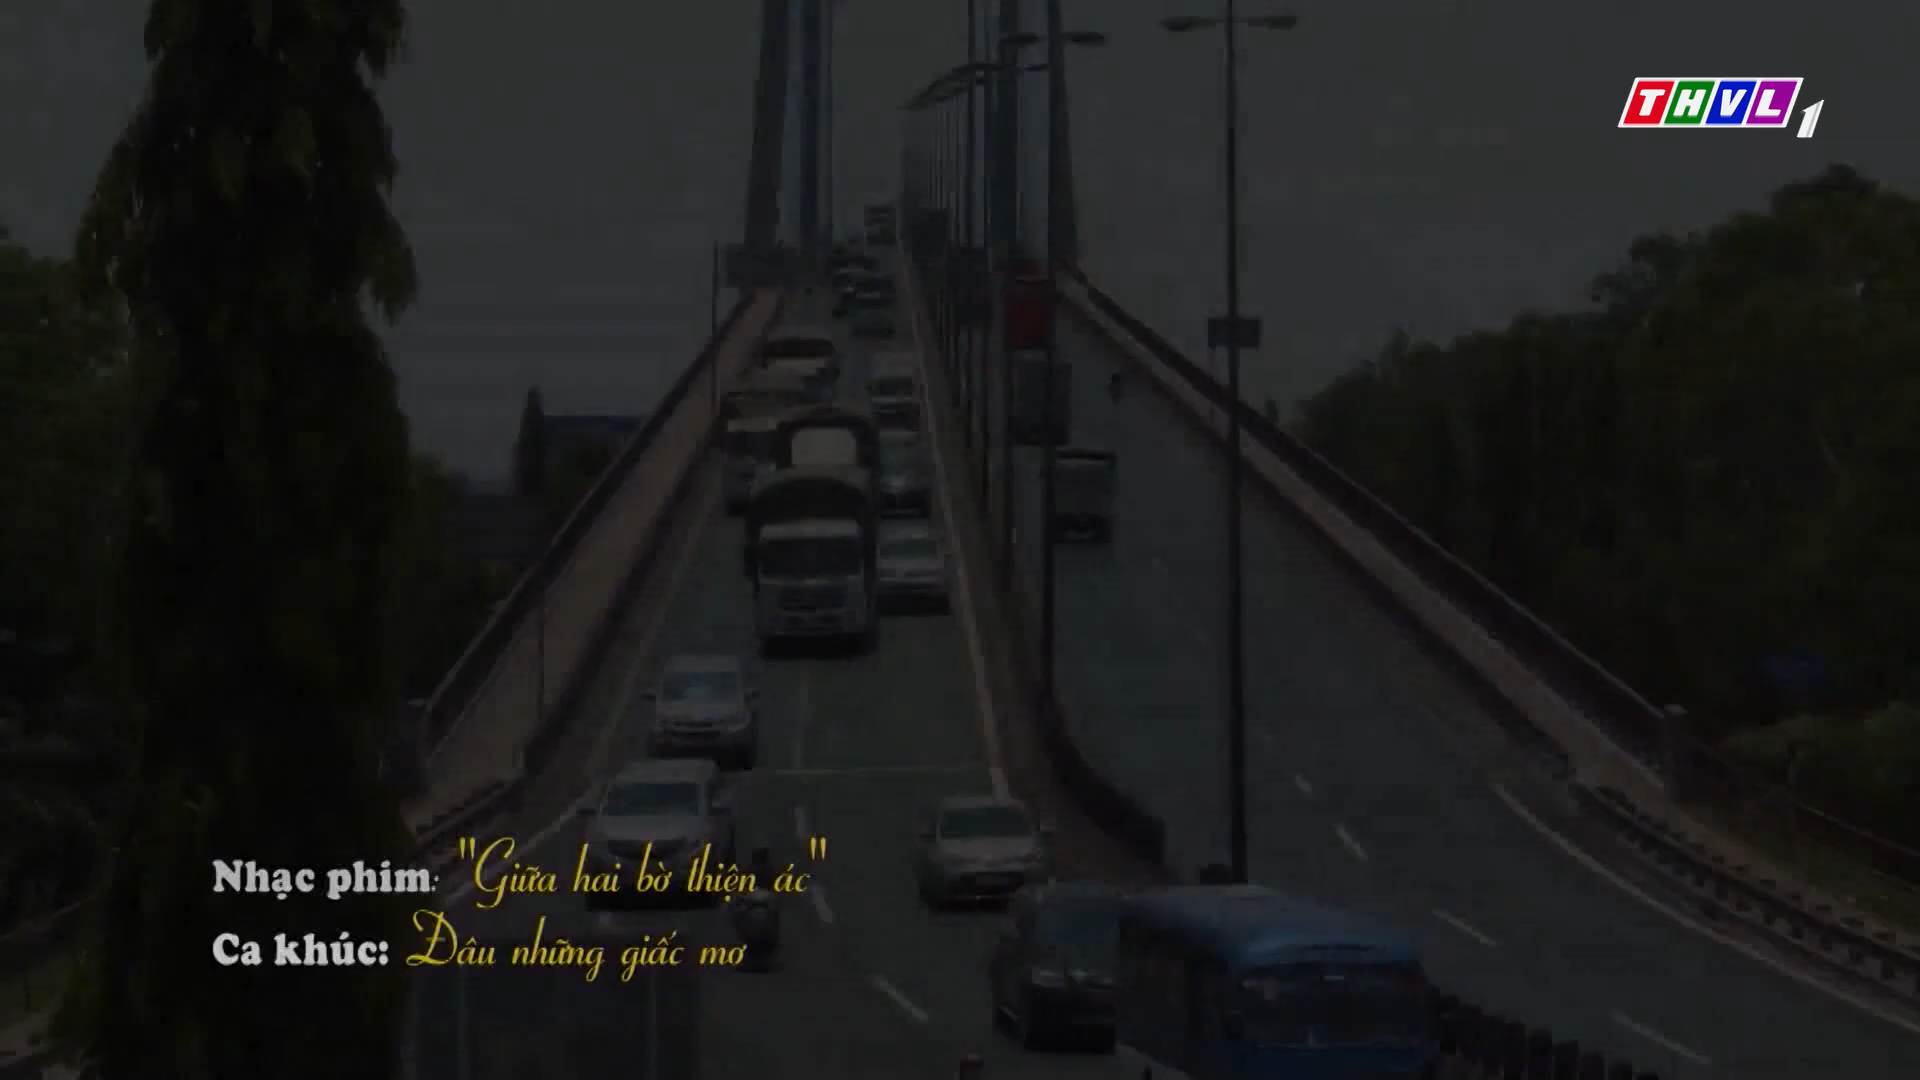 THVL1
Nhạc phim: "Giữa hai bờ thiện ác"
Ca khúc: Đâu những giấc mơ